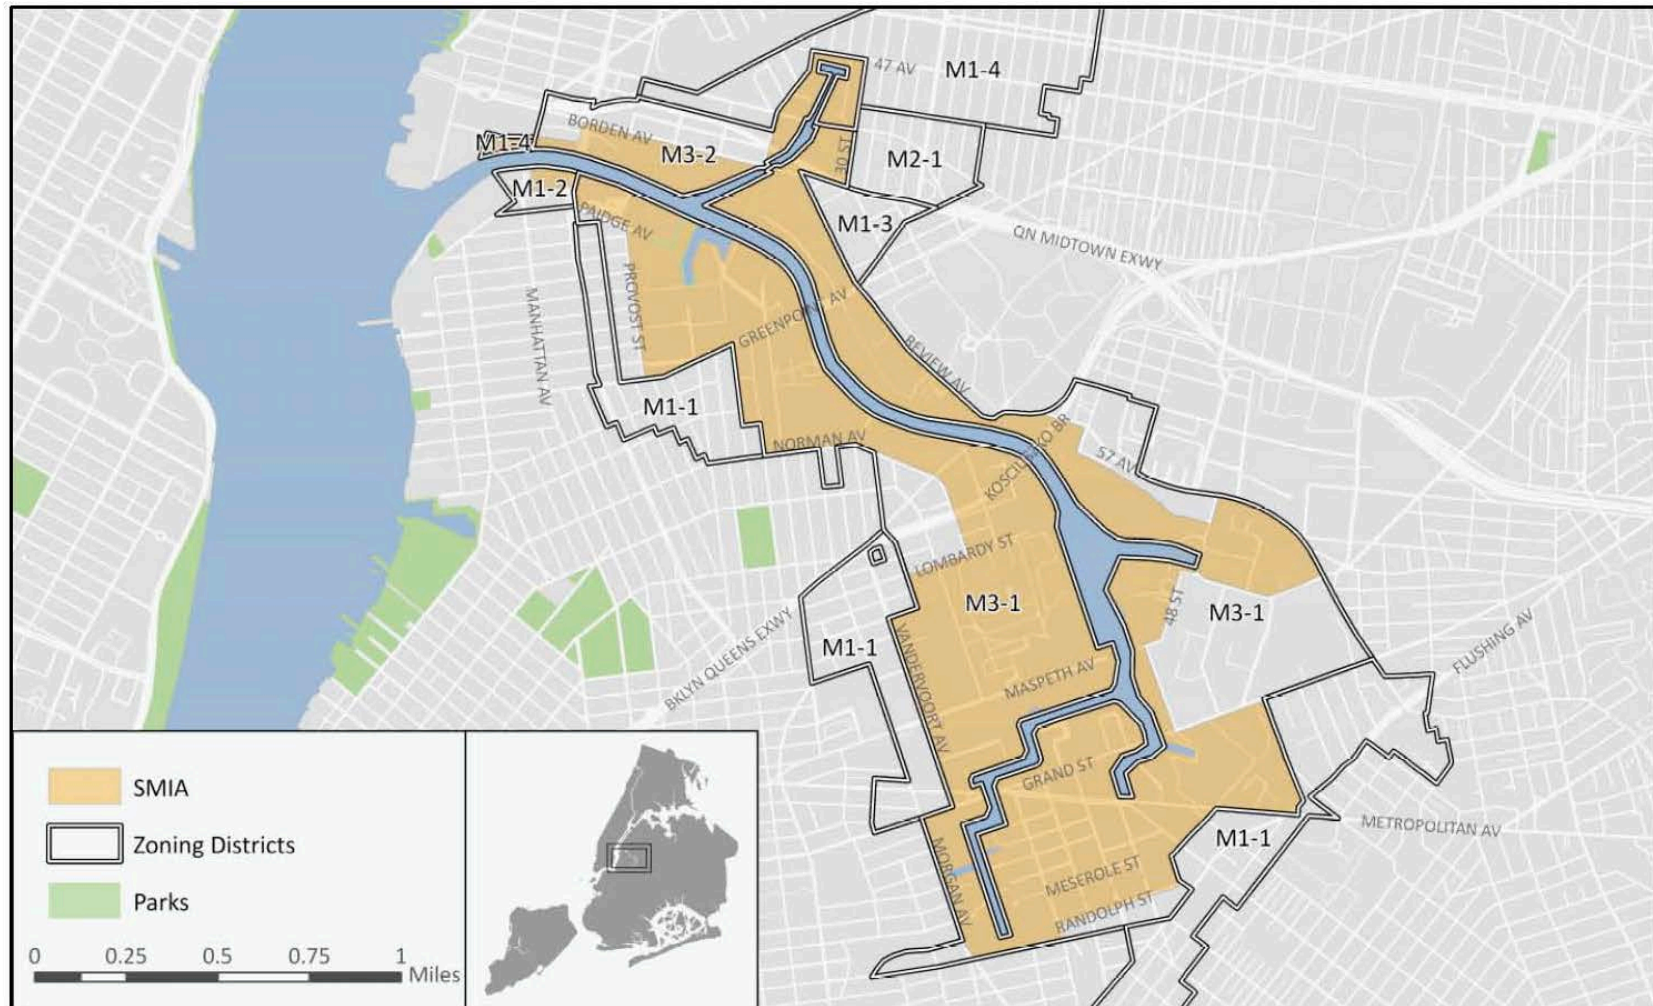 47 AV
M1-4
BORDEN AV
M1-4
M3-2
30 ST
M2-1
M1-2
PAIDGE AV
M1-3
QN MIDTOWN EXWY
PROVOST ST
MANHATTAN AV
GREENPOINT AV
REVIEW AV
M1-1
NORMAN AV
KOSCIUSZKO BR
57 AV
LOMBARDY ST
M3-1
48 ST
M3-1
M1-1
VANDERVOORT AV
BKLYN QUEENS EXWY
FLUSHING AV
MASPETH AV
GRAND ST
METROPOLITAN AV
M1-1
MORGAN AV
MESEROLE ST
RANDOLPH ST
SMIA
Zoning Districts
Parks
0 0.25 0.5 0.75 1
Miles